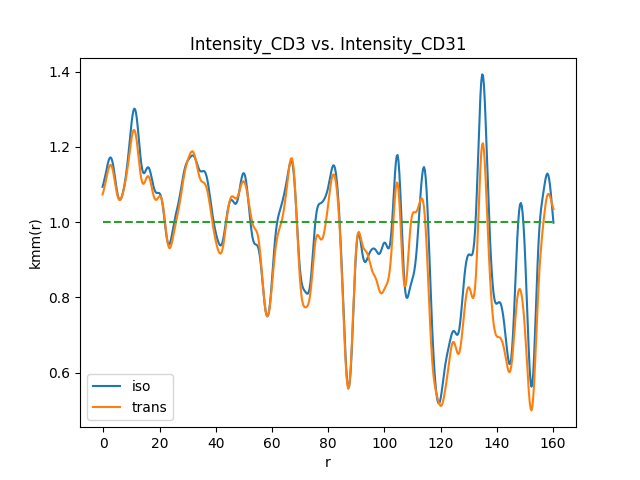 Intensity_CD3 vs. Intensity_CD31
kmm(r)
1.4
1.2
1.0
0.8
0.6
iso
trans
0 20 40 60 80 100 120 140 160
r